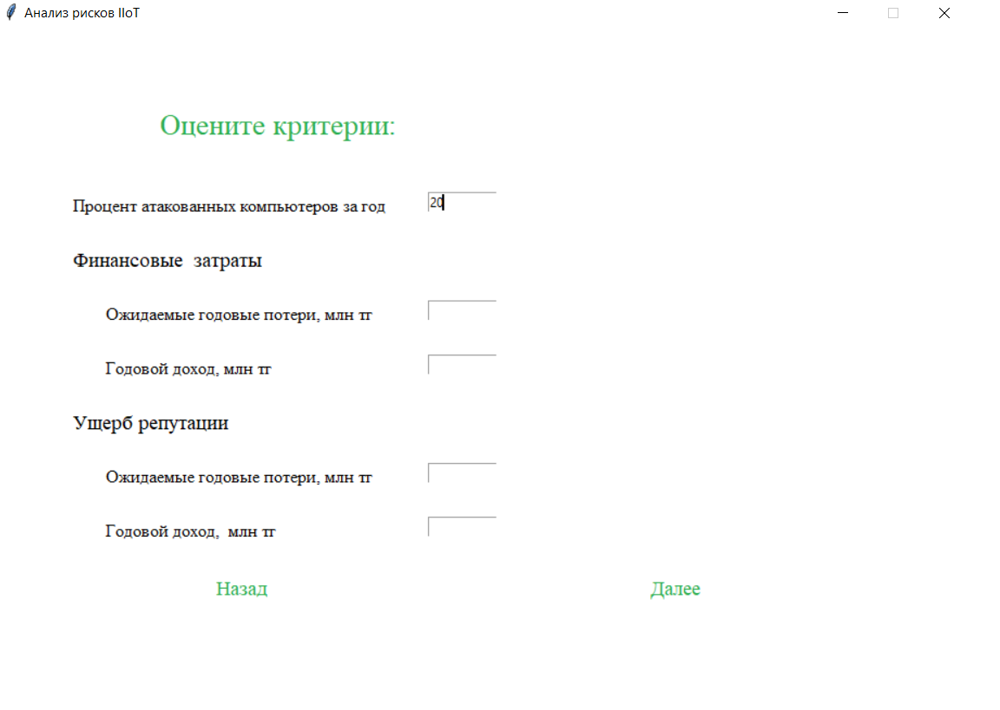 Анализ рисков IIoT
Оцените критерии:
Процент атакованных компьютеров за год 20
Финансовые затраты
Ожидаемые годовые потери, млн тг
Годовой доход, млн тг
Ущерб репутации
Ожидаемые годовые потери, млн тг
Годовой доход, млн тг
Назад Далее